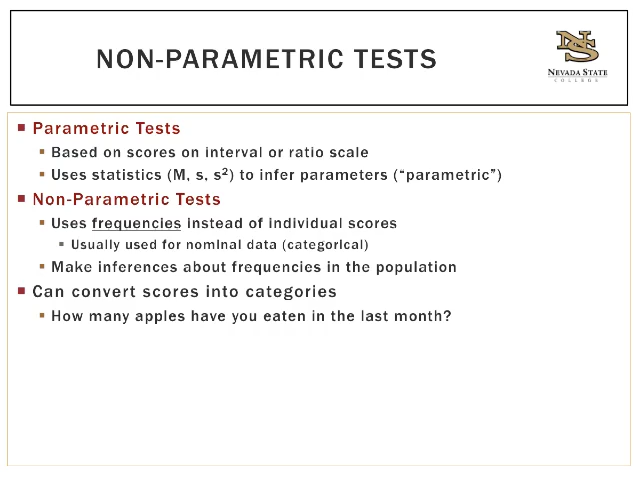 NON-PARAMETRIC TESTS
NS
NEVADA STATE
COLLEGE
Parametric Tests
Based on scores on interval or ratio scale
Uses statistics (M, s, s²) to infer parameters (“parametric”)
Non-Parametric Tests
Uses frequencies instead of individual scores
Usually used for nominal data (categorical)
Make inferences about frequencies in the population
Can convert scores into categories
How many apples have you eaten in the last month?